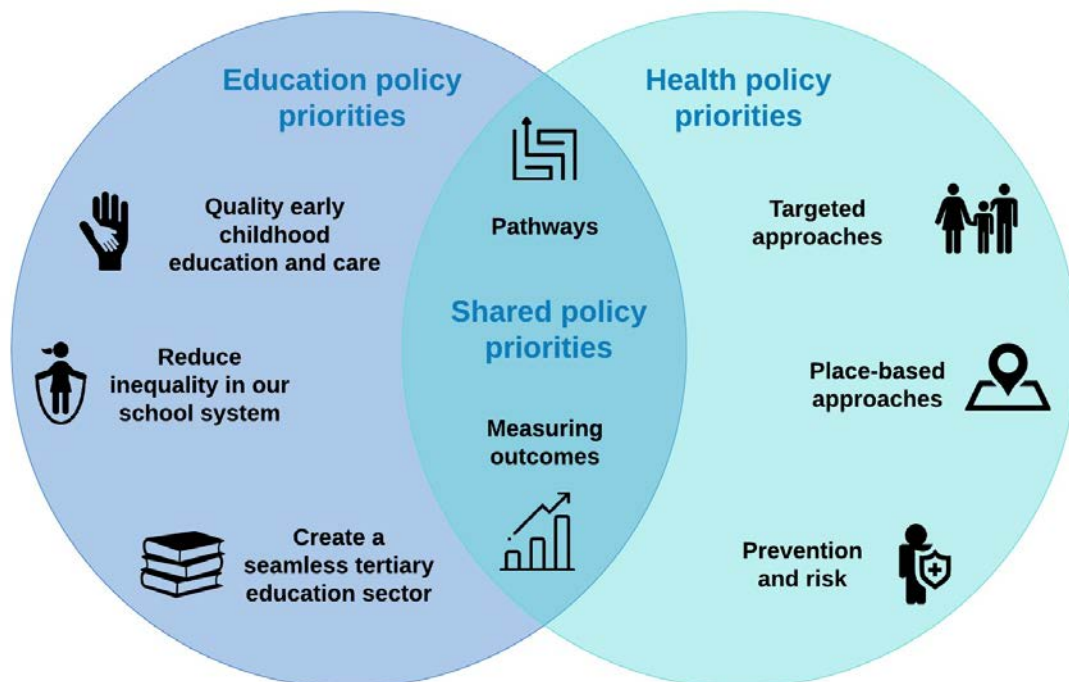 Education policy
priorities
Quality early
childhood
education and care
Reduce
inequality in our
school system
Create a
seamless tertiary
education sector
Pathways
Shared policy
priorities
Measuring
outcomes
Health policy
priorities
Targeted
approaches
Place-based
approaches
Prevention
and risk